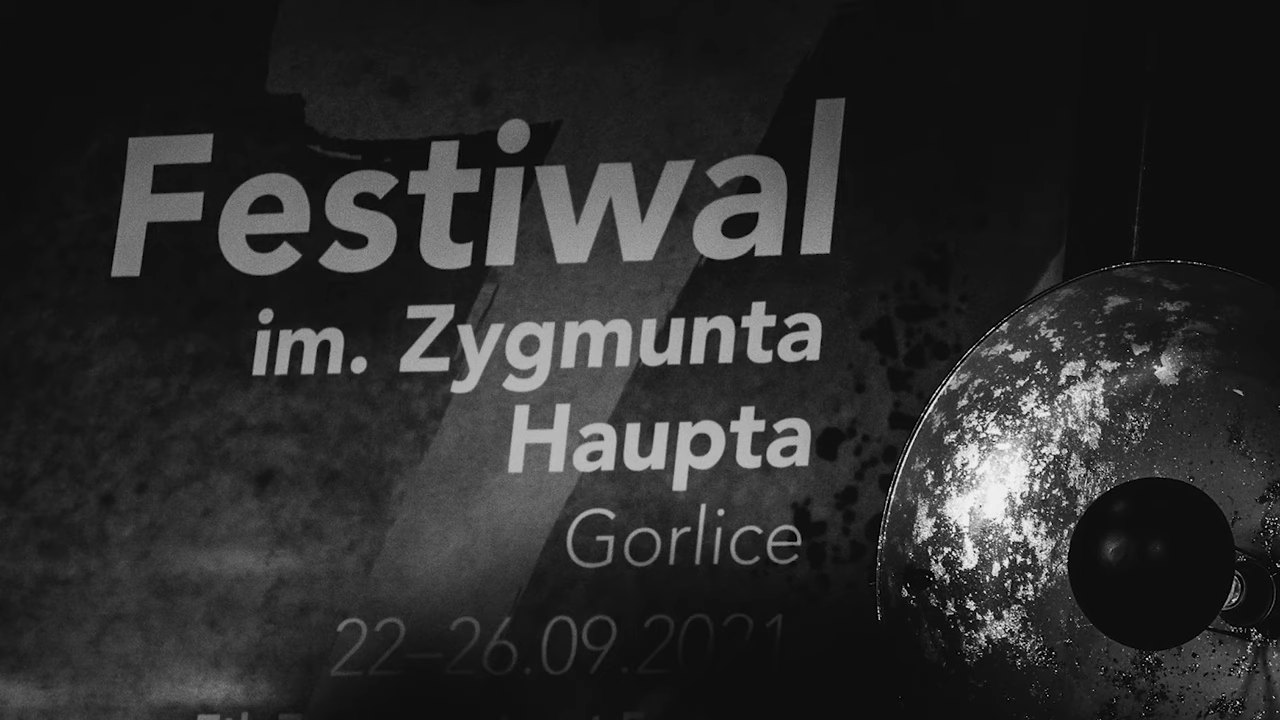 Festiwal
im. Zygmunta
Haupta
Gorlice
22–26.09.2021